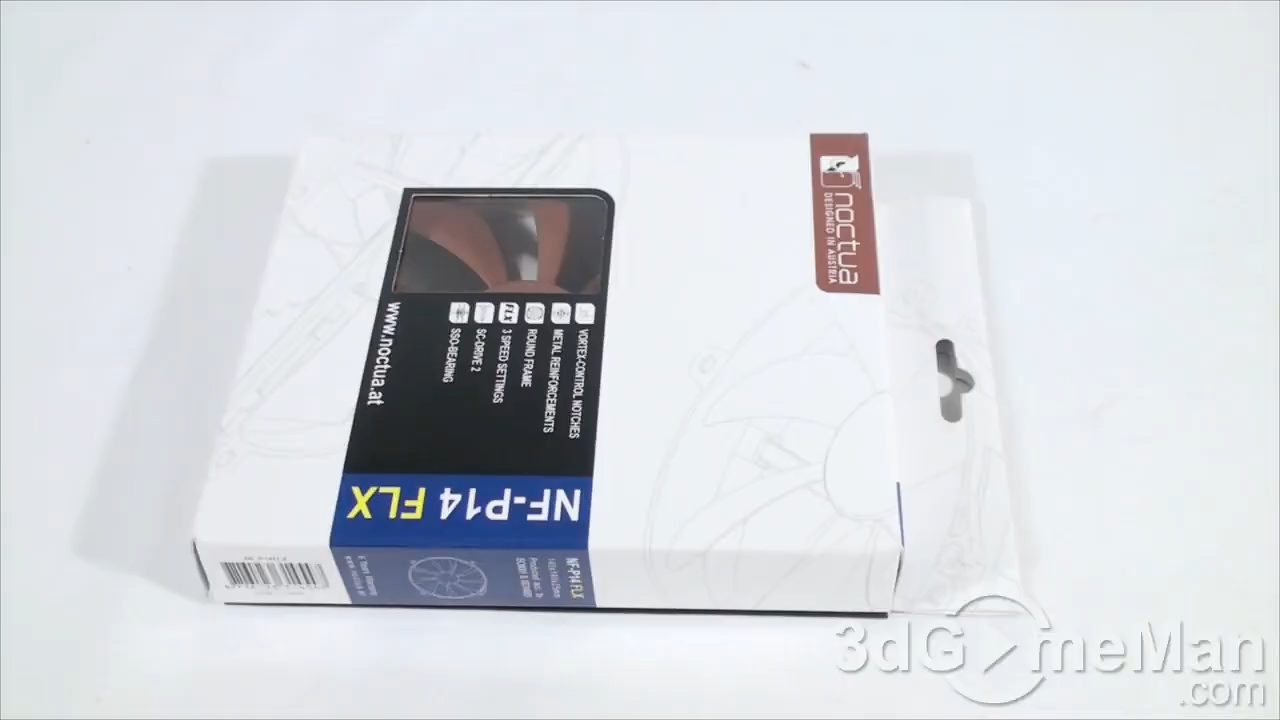 noctua
DESIGNED IN AUSTRIA
VORTEX-CONTROL NOTCHES
METAL REINFORCEMENTS
ROUND FRAME
FLX
3 SPEED SETTINGS
SC-DRIVE 2
SSO-BEARING
www.noctua.at
NF-P14 FLX
NF-P14 FLX
3dGameMan
.com